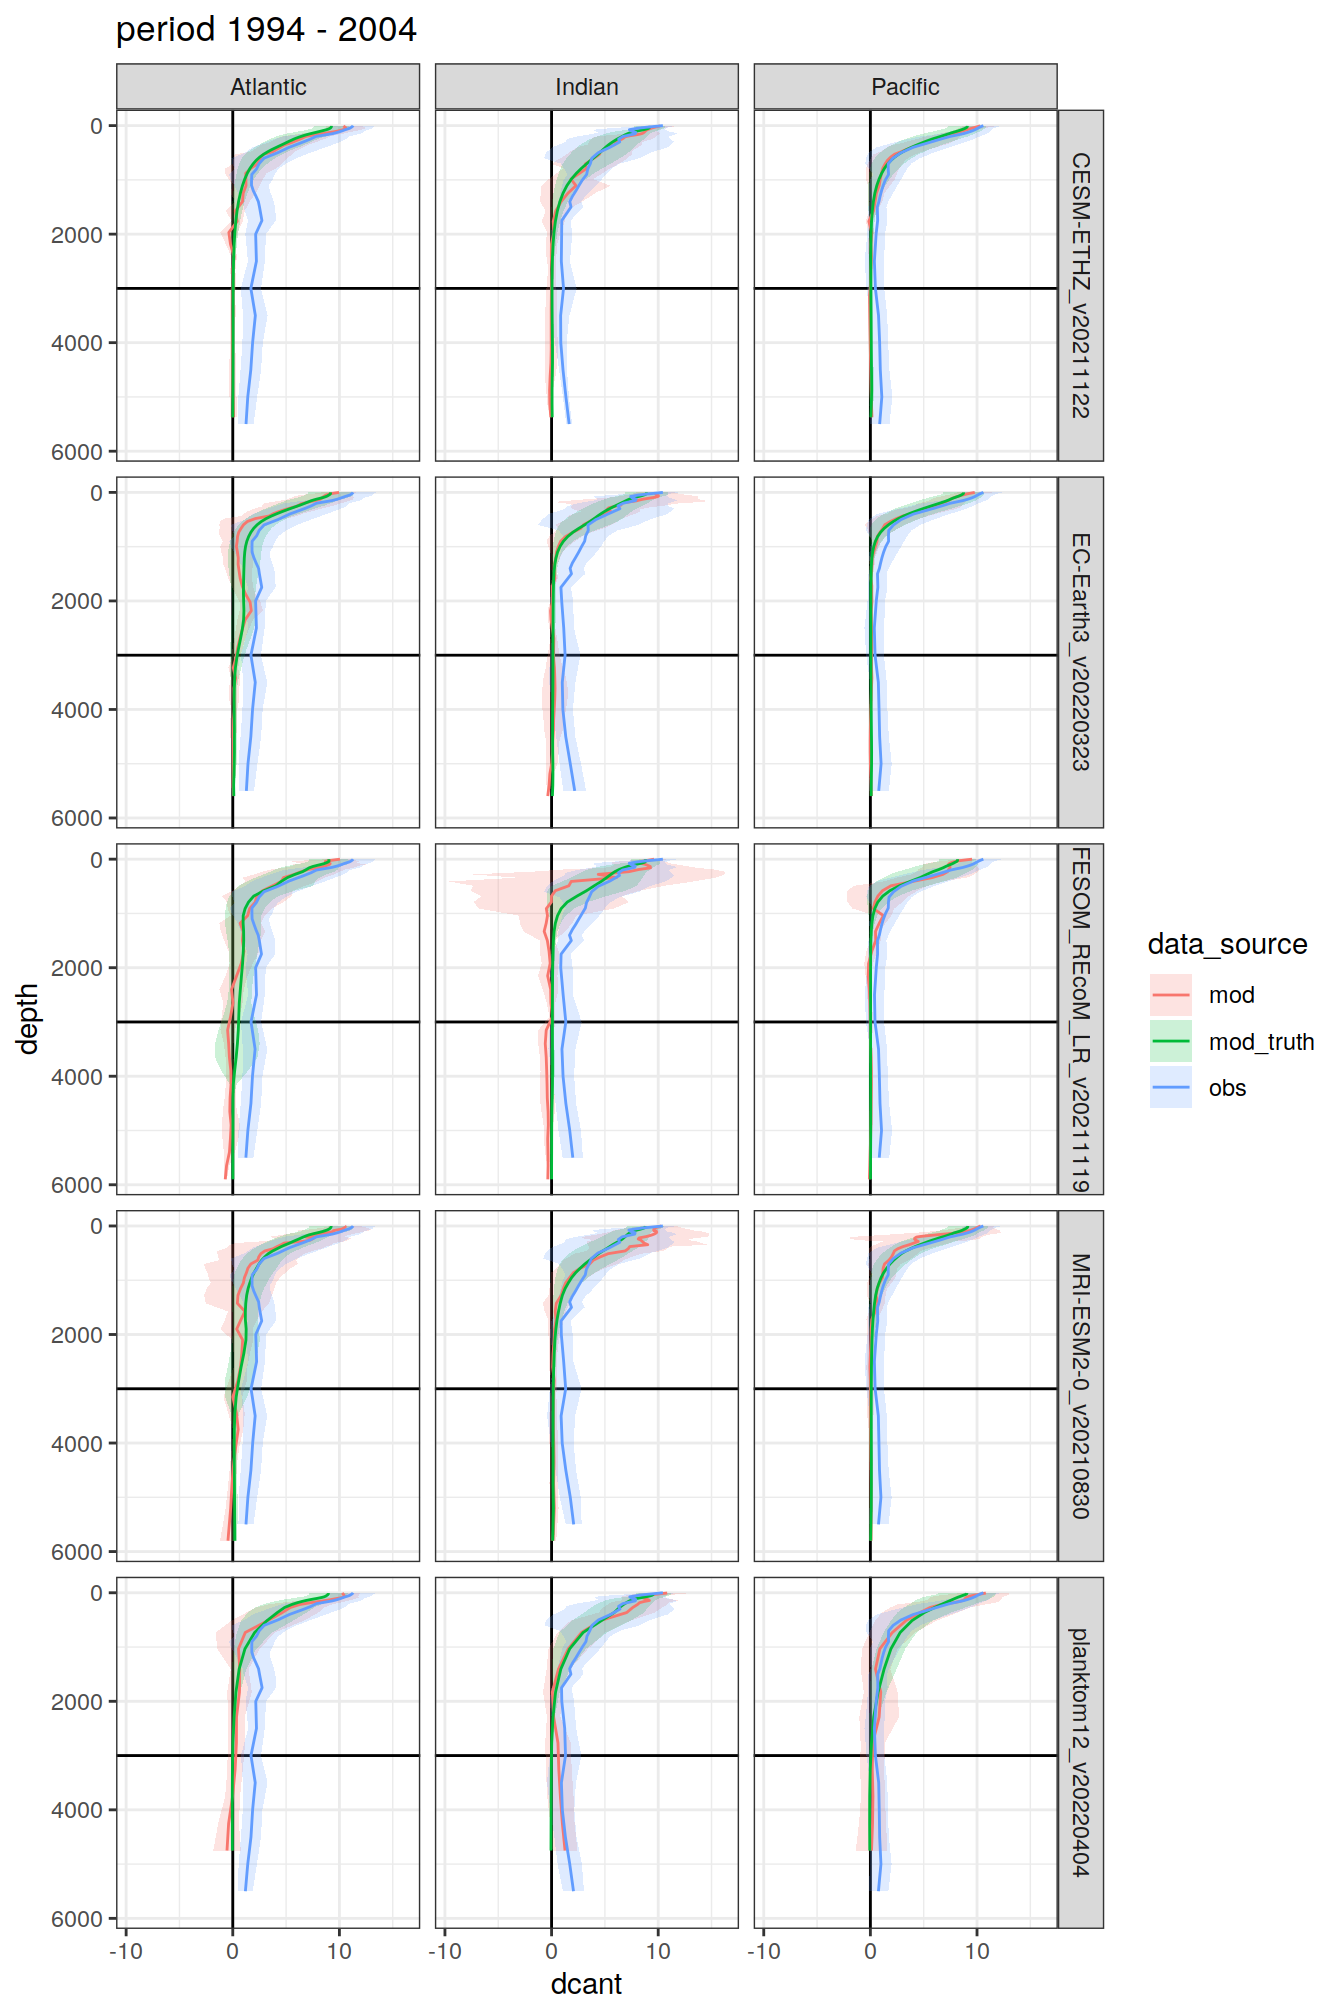 period 1994 - 2004
Atlantic
Indian
Pacific
0
2000
4000
6000
CESM-ETHZ_v20211122
0
2000
4000
6000
EC-Earth3_v20220323
0
2000
4000
6000
FESOM_REcoM_LR_v20211119
0
2000
4000
6000
MRI-ESM2-0_v20210830
0
2000
4000
6000
planktom12_v20220404
-10
0
10
-10
0
10
-10
0
10
dcant
depth
data_source
mod
mod_truth
obs